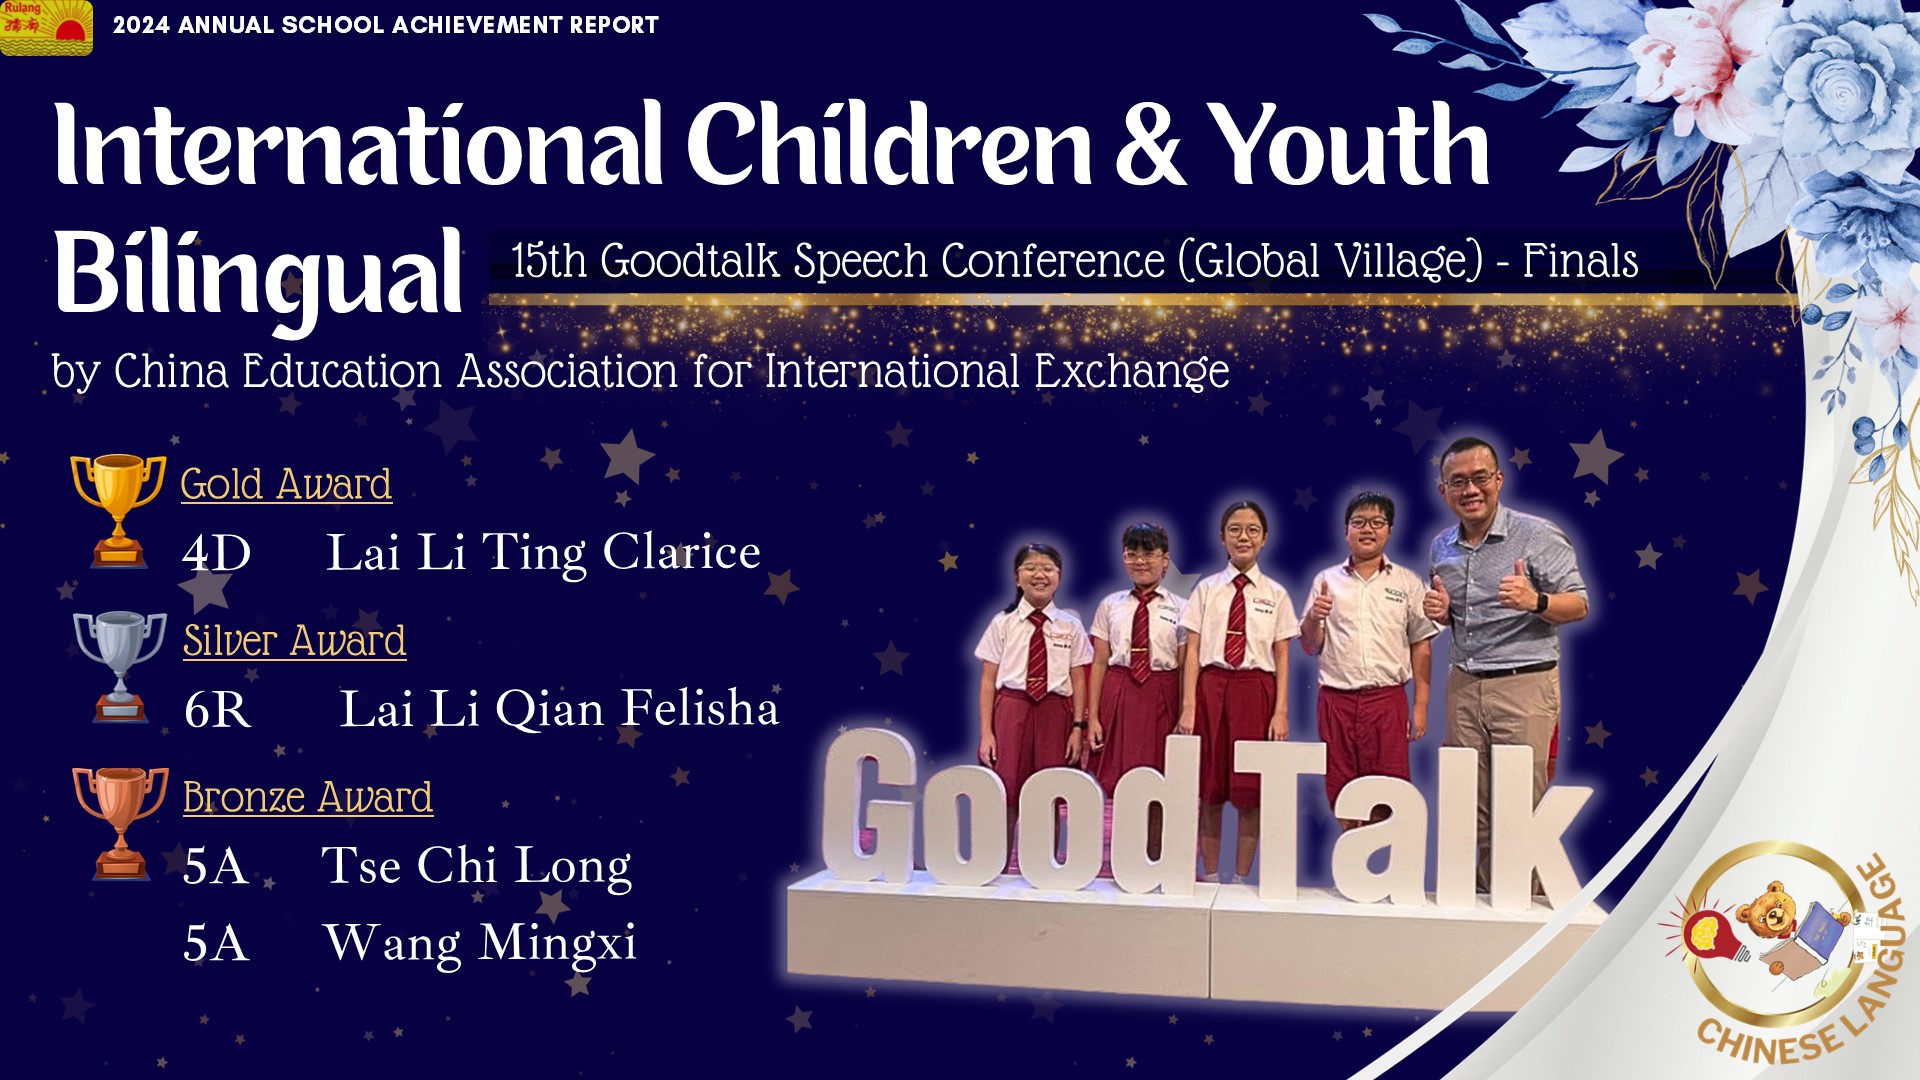 Rulang
2024 ANNUAL SCHOOL ACHIEVEMENT REPORT
International Children & Youth
Bilingual
15th Goodtalk Speech Conference (Global Village) - Finals
by China Education Association for International Exchange
Gold Award
4D Lai Li Ting Clarice
Silver Award
6R Lai Li Qian Felisha
Bronze Award
5A Tse Chi Long
5A Wang Mingxi
Good Talk
CHINESE LANGUAGE